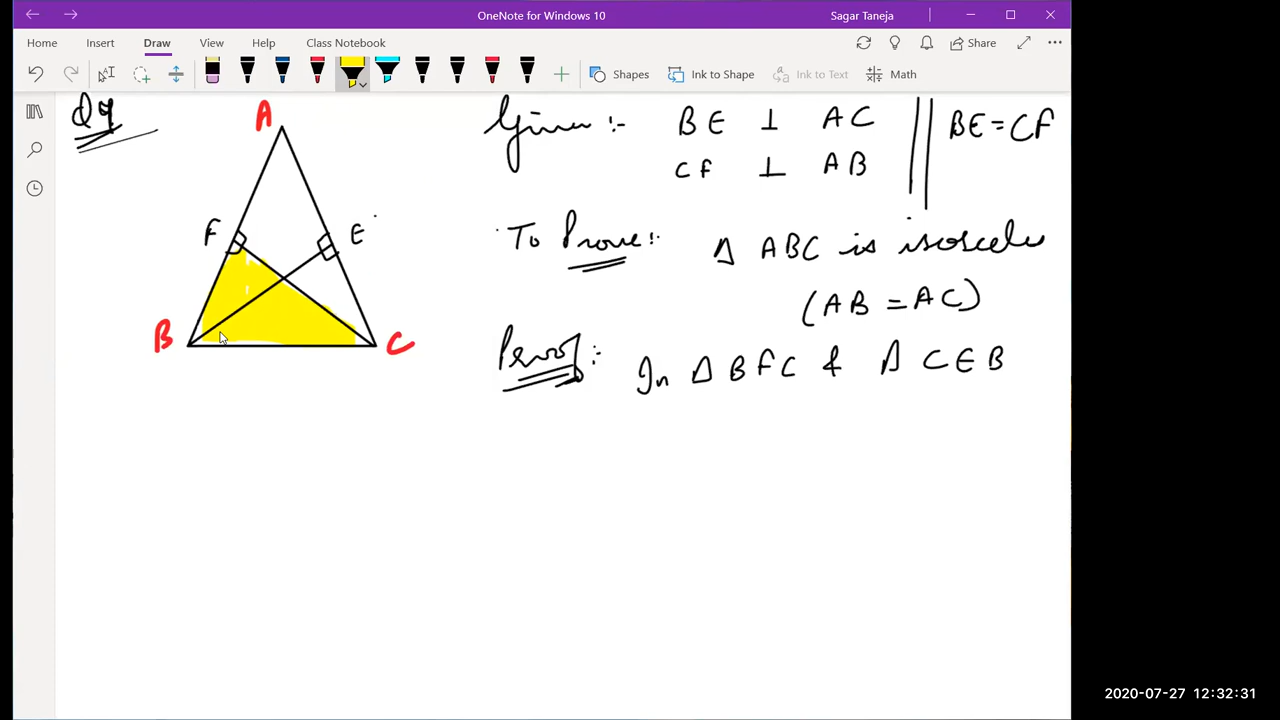 OneNote for Windows 10
Sagar Taneja
Home Insert Draw View Help Class Notebook
Share
Shapes Ink to Shape Ink to Text Math
Q4
A
F
E
B
C
Given :- BE ⊥ AC BE = CF
CF ⊥ AB
To Prove :- Δ ABC is isosceles
(AB = AC)
Proof :- In Δ BFC & Δ CEB
2020-07-27 12:32:31